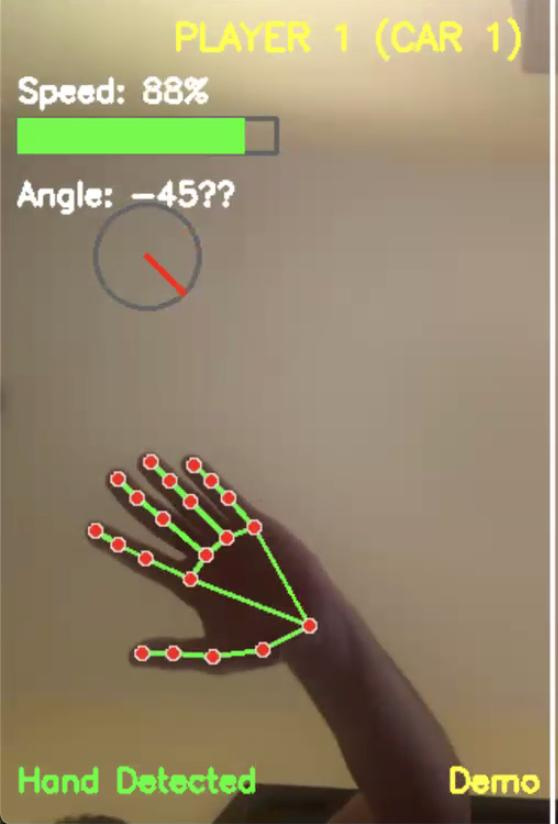 PLAYER 1 (CAR 1)
Speed: 88%
Angle: -45??
Hand Detected
Demo